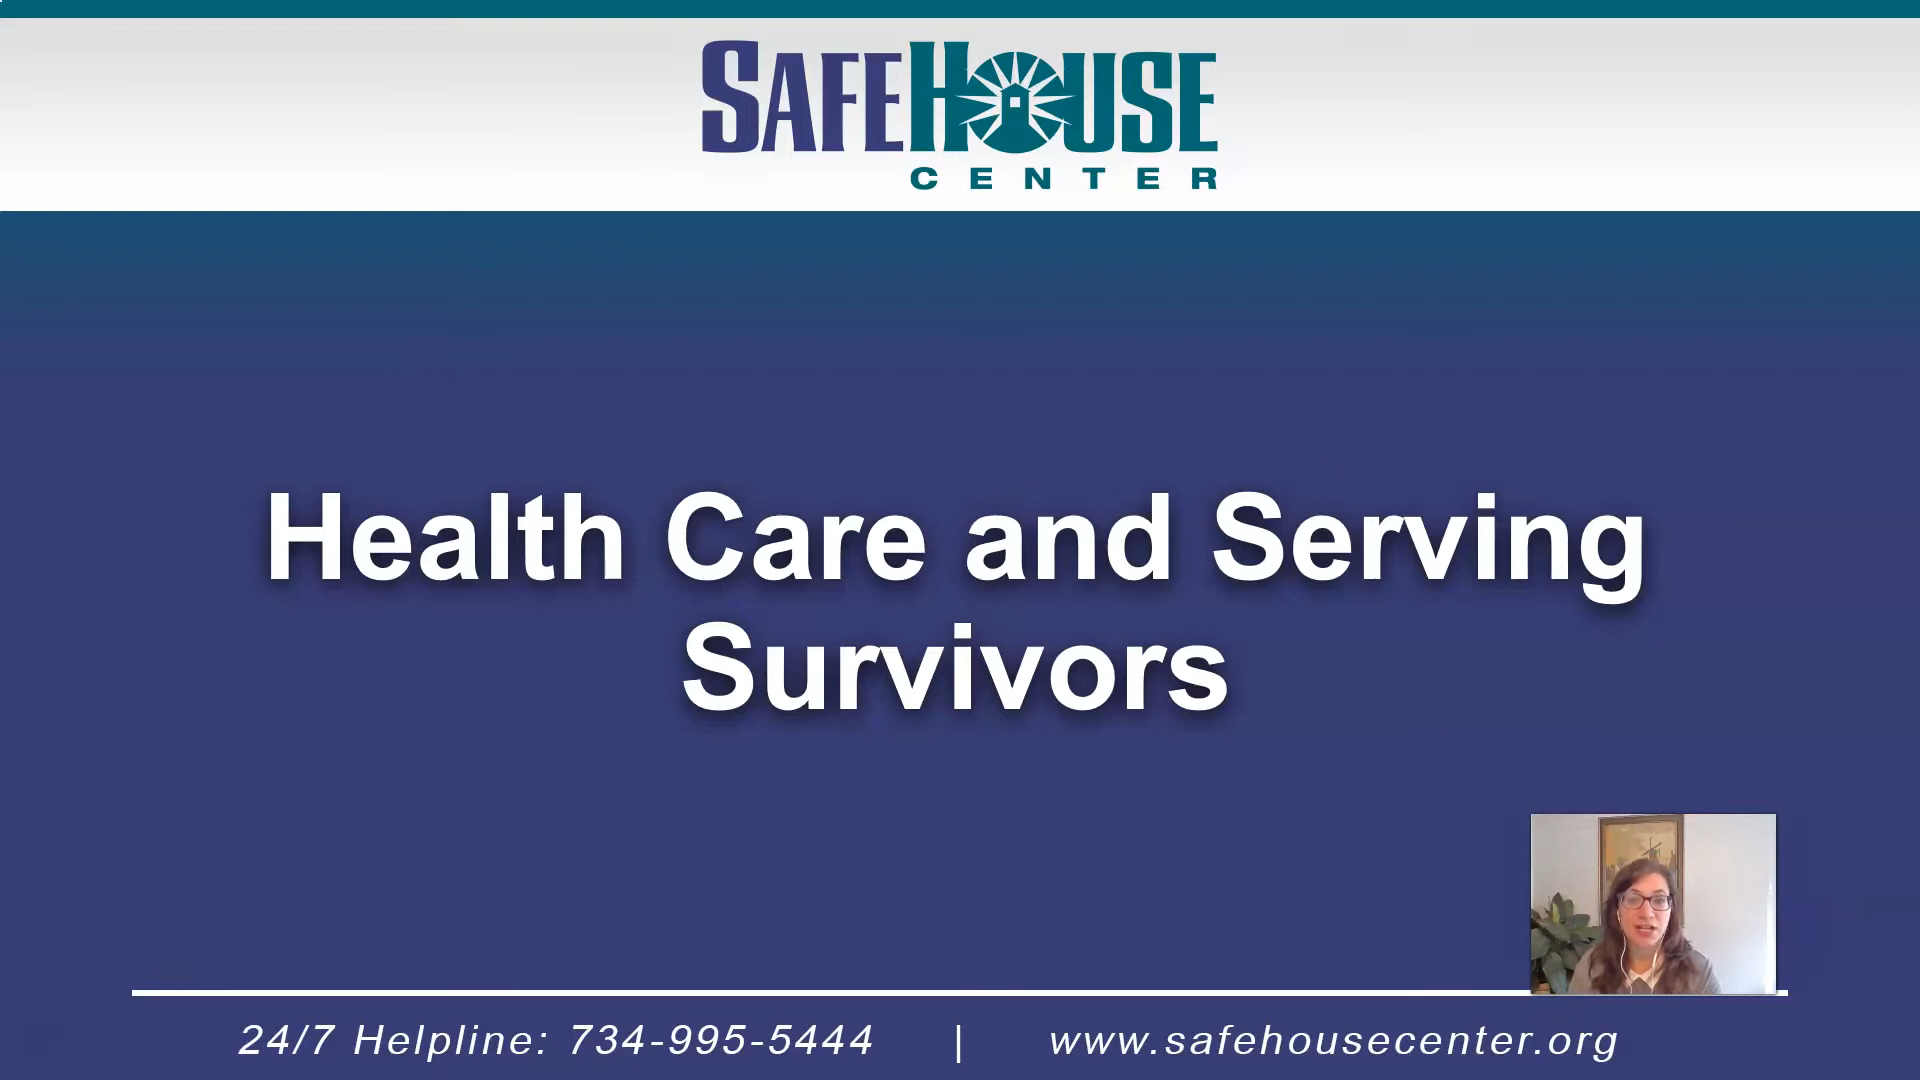 SAFEHOUSE
CENTER
Health Care and Serving
Survivors
24/7 Helpline: 734-995-5444 | www.safehousecenter.org